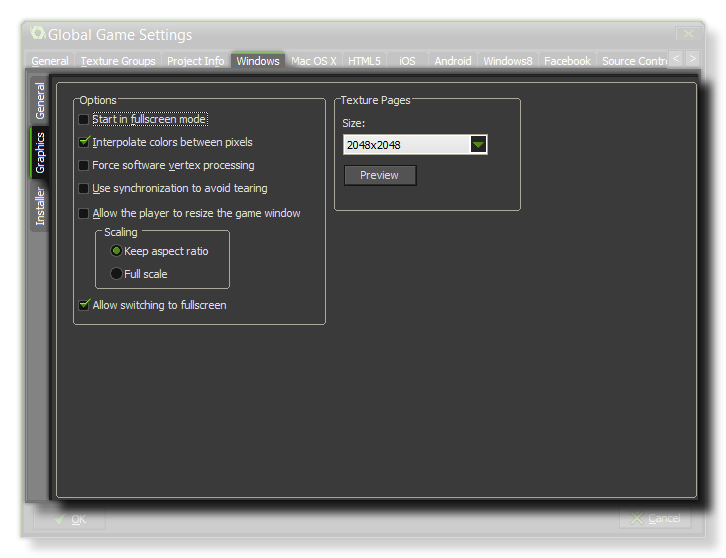 Global Game Settings
General Texture Groups Project Info Windows Mac OS X HTML5 iOS Android Windows8 Facebook Source Contr
General
Graphics
Installer
Options
Start in fullscreen mode
Interpolate colors between pixels
Force software vertex processing
Use synchronization to avoid tearing
Allow the player to resize the game window
Scaling
Keep aspect ratio
Full scale
Allow switching to fullscreen
Texture Pages
Size:
2048x2048
Preview
OK
Cancel